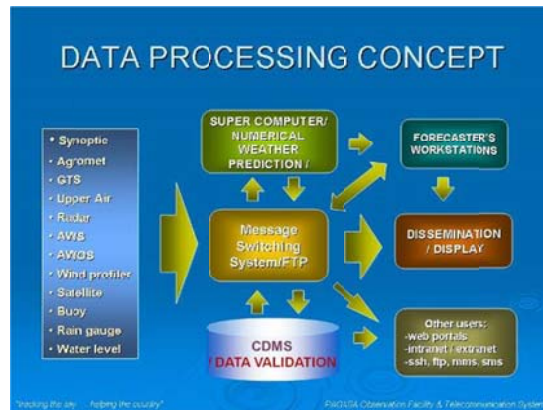 DATA PROCESSING CONCEPT
• Synoptic
• Agromet
• GTS
• Upper Air
• Radar
• AWS
• AWOS
• Wind profiler
• Satellite
• Buoy
• Rain gauge
• Water level
SUPER COMPUTER/
NUMERICAL
WEATHER
PREDICTION /
FORECASTER'S
WORKSTATIONS
Message
Switching
System/FTP
DISSEMINATION
/ DISPLAY
CDMS
/ DATA VALIDATION
Other users:
-web portals
-intranet / extranet
-ssh, ftp, mms, sms
"tracking the sky ... helping the country"
PAGASA Observation Facility & Telecommunication System